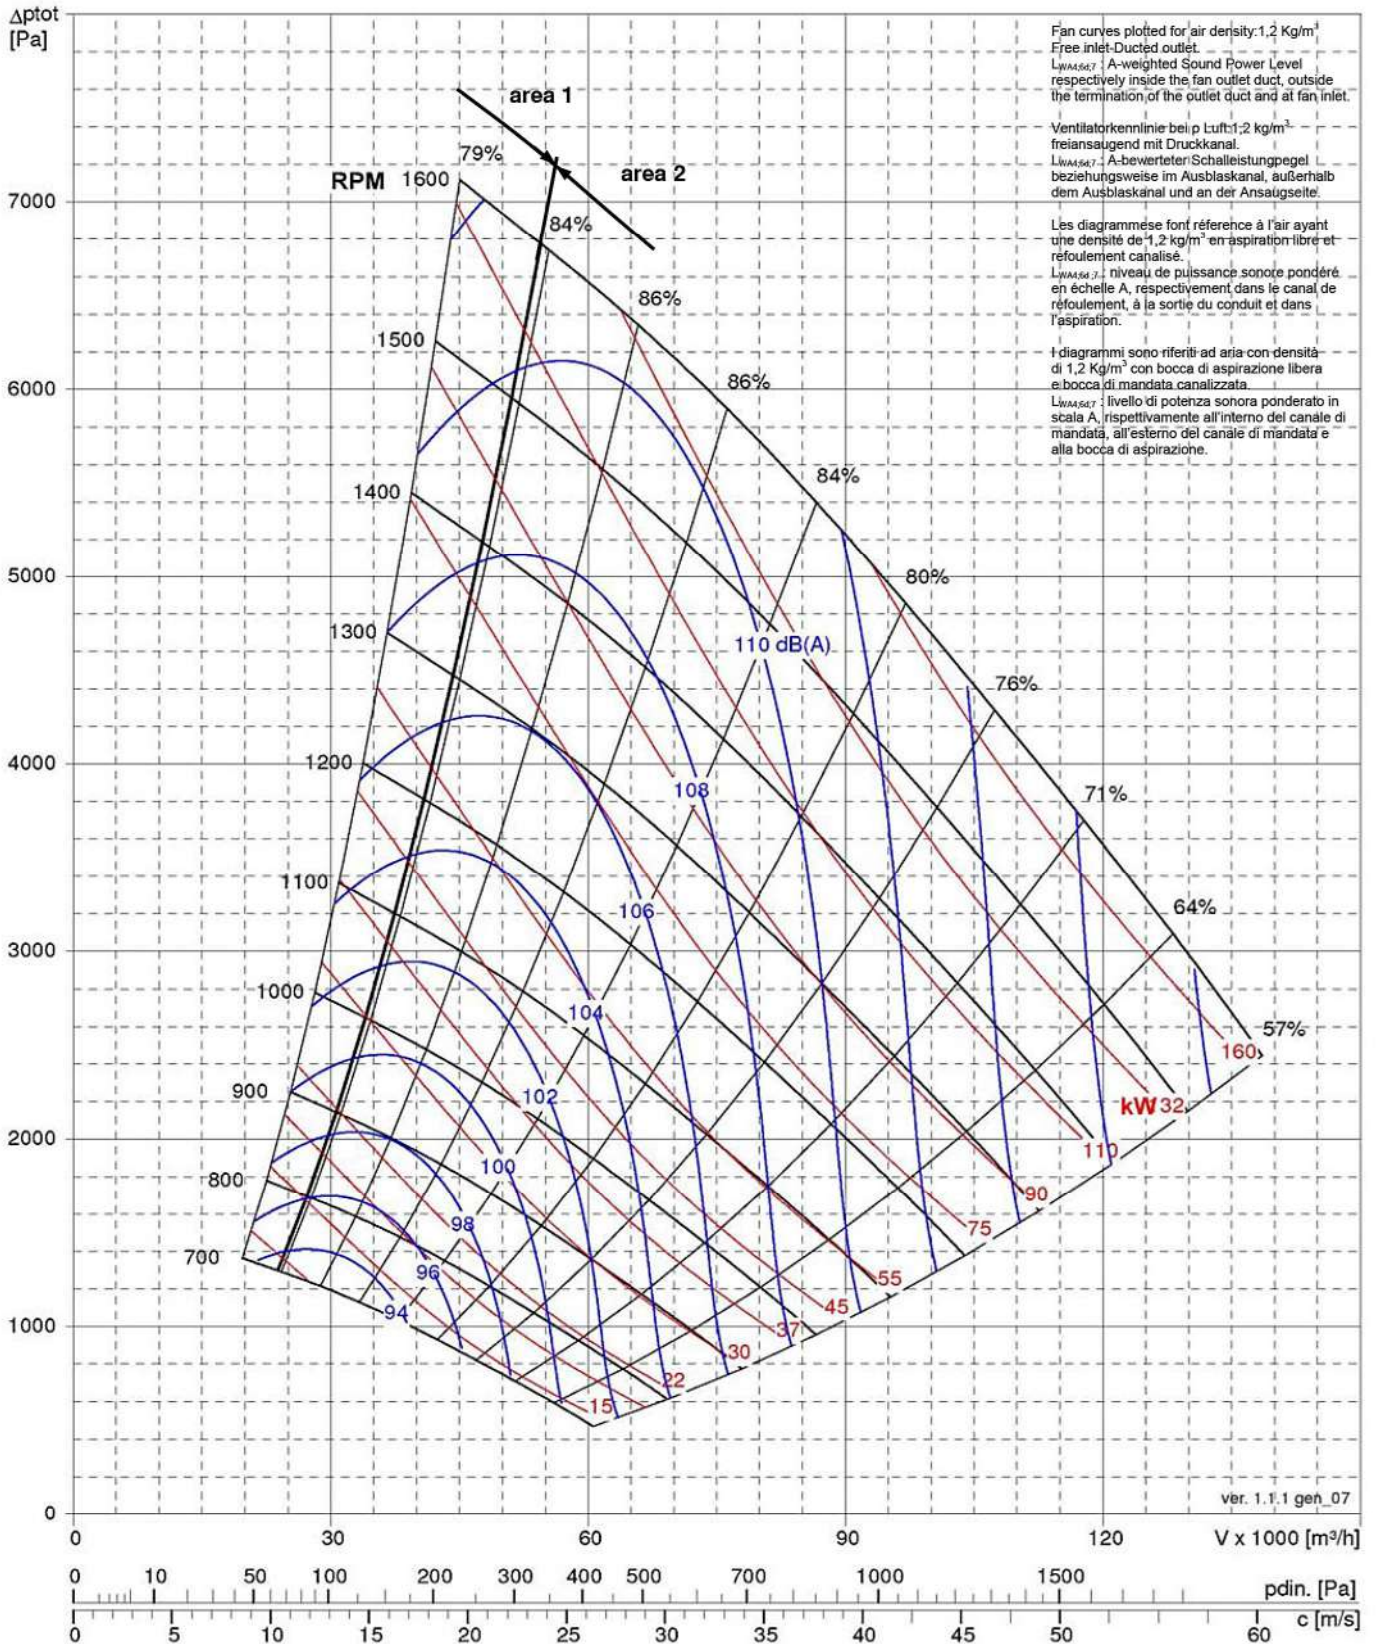 Δptot
[Pa]
Fan curves plotted for air density:1,2 Kg/m³
Free inlet-Ducted outlet.
LWA4;6d;7 : A-weighted Sound Power Level
respectively inside the fan outlet duct, outside
the termination of the outlet duct and at fan inlet.
Ventilatorkennlinie bei ρ Luft:1,2 kg/m³
freiansaugend mit Druckkanal.
LWA4;6d;7 : A-bewerteter Schalleistungpegel
beziehungsweise im Ausblaskanal, außerhalb
dem Ausblaskanal und an der Ansaugseite.
Les diagrammese font réference à l'air ayant
une densité de 1,2 kg/m³ en aspiration libre et
refoulement canalisé.
LWA4;6d;7 : niveau de puissance sonore pondéré
en échelle A, respectivement dans le canal de
réfoulement, à la sortie du conduit et dans
l'aspiration.
I diagrammi sono riferiti ad aria con densità
di 1,2 Kg/m³ con bocca di aspirazione libera
e bocca di mandata canalizzata.
LWA4;6d;7 : livello di potenza sonora ponderato in
scala A, rispettivamente all'interno del canale di
mandata, all'esterno del canale di mandata e
alla bocca di aspirazione.
area 1
79%
area 2
RPM 1600
7000
84%
86%
1500
6000
86%
84%
1400
5000
80%
1300
110 dB(A)
76%
4000
1200
108
71%
1100
106
64%
3000
1000
104
57%
160
900
102
kW 32
2000
110
800
100
90
98
75
700
96
55
94
45
1000
37
30
22
15
0
ver. 1.1.1 gen_07
0 30 60 90 120 V x 1000 [m³/h]
0 10 50 100 200 300 400 500 700 1000 1500 pdin. [Pa]
0 5 10 15 20 25 30 35 40 45 50 60 c [m/s]